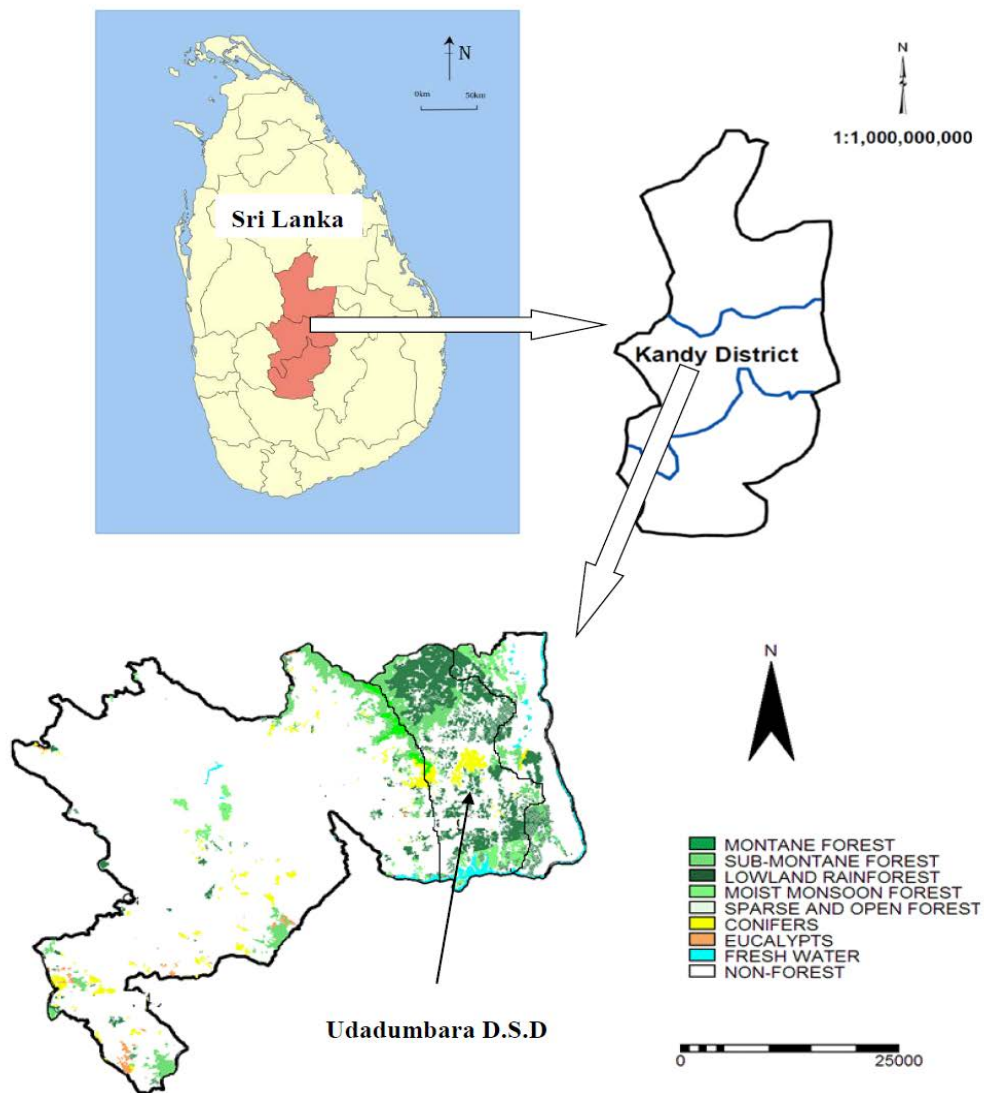 N
0km 50km
Sri Lanka
N
1:1,000,000,000
Kandy District
N
MONTANE FOREST
SUB-MONTANE FOREST
LOWLAND RAINFOREST
MOIST MONSOON FOREST
SPARSE AND OPEN FOREST
CONIFERS
EUCALYPTS
FRESH WATER
NON-FOREST
Udadumbara D.S.D
0 25000